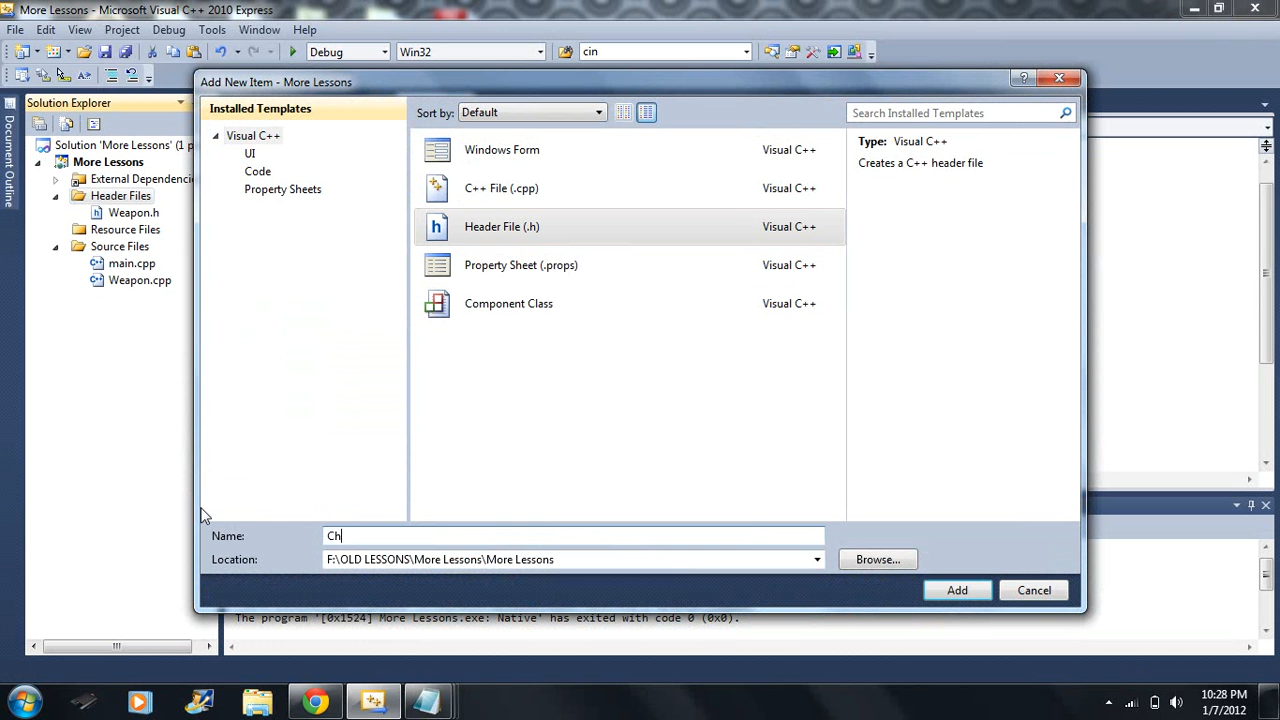 More Lessons - Microsoft Visual C++ 2010 Express
File Edit View Project Debug Tools Window Help
Debug Win32 cin
Solution Explorer
Document Outline
Solution 'More Lessons' (1 p
More Lessons
External Dependenci
Header Files
Weapon.h
Resource Files
Source Files
main.cpp
Weapon.cpp
Add New Item - More Lessons
Installed Templates
Visual C++
UI
Code
Property Sheets
Sort by: Default
Search Installed Templates
Windows Form Visual C++
C++ File (.cpp) Visual C++
Header File (.h) Visual C++
Property Sheet (.props) Visual C++
Component Class Visual C++
Type: Visual C++
Creates a C++ header file
Name: Ch
Location: F:\OLD LESSONS\More Lessons\More Lessons
Browse...
Add Cancel
The program '[0x1524] More Lessons.exe: Native' has exited with code 0 (0x0).
10:28 PM
1/7/2012